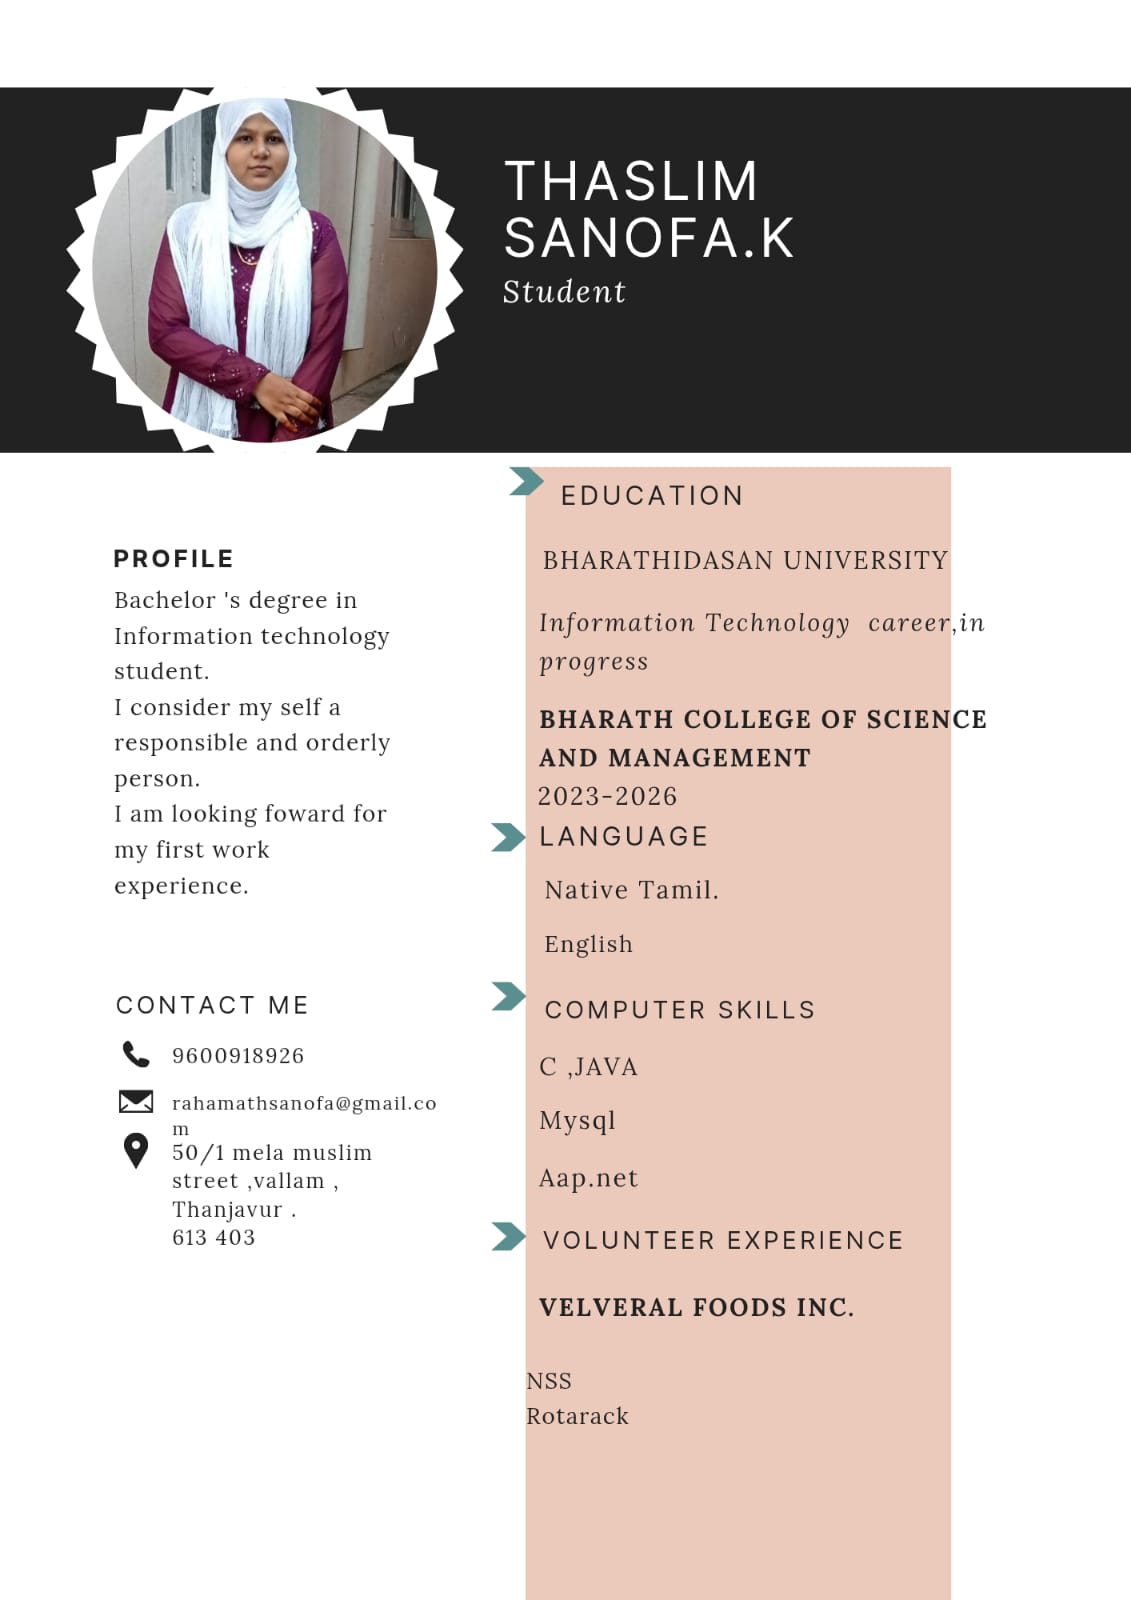 THASLIM
SANOFA.K
Student
PROFILE
Bachelor 's degree in
Information technology
student.
I consider my self a
responsible and orderly
person.
I am looking foward for
my first work
experience.
CONTACT ME
9600918926
rahamathsanofa@gmail.co
m
50/1 mela muslim
street ,vallam ,
Thanjavur .
613 403
EDUCATION
BHARATHIDASAN UNIVERSITY
Information Technology  career,in
progress
BHARATH COLLEGE OF SCIENCE
AND MANAGEMENT
2023-2026
LANGUAGE
Native Tamil.
English
COMPUTER SKILLS
C ,JAVA
Mysql
Aap.net
VOLUNTEER EXPERIENCE
VELVERAL FOODS INC.
NSS
Rotarack